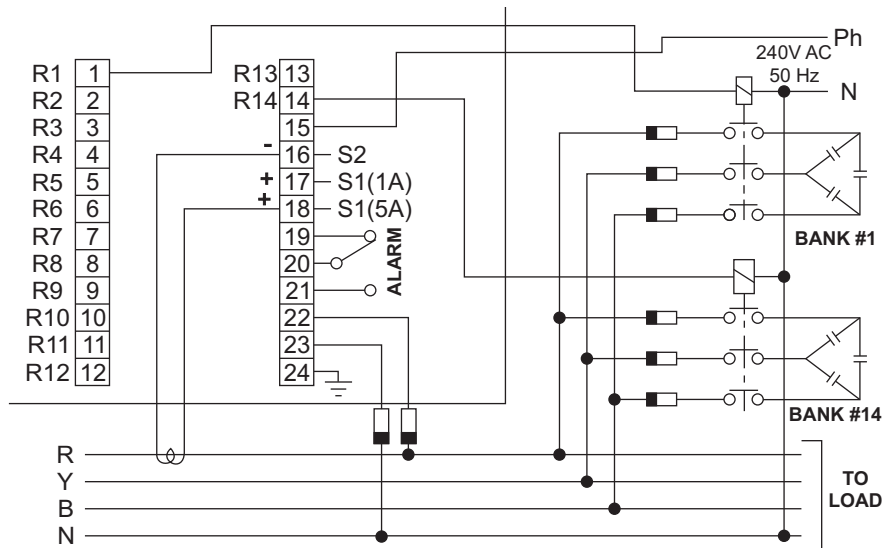 R1 1
R2 2
R3 3
R4 4
R5 5
R6 6
R7 7
R8 8
R9 9
R10 10
R11 11
R12 12
R13 13
R14 14
15
- 16 S2
+ 17 S1(1A)
+ 18 S1(5A)
19
20
21
ALARM
22
23
24
Ph
240V AC
50 Hz
N
BANK #1
BANK #14
R
Y
B
N
TO
LOAD